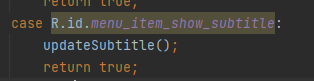 return true;
case R.id.menu_item_show_subtitle:
updateSubtitle();
return true;